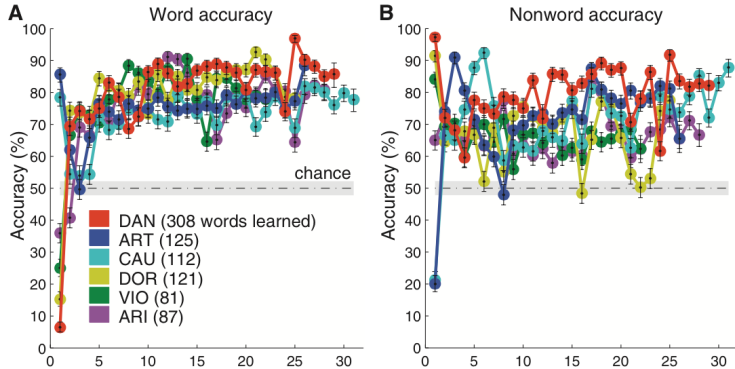 A Word accuracy
Accuracy (%)
100
90
80
70
60
50
40
30
20
10
0
0 5 10 15 20 25 30
chance
DAN (308 words learned)
ART (125)
CAU (112)
DOR (121)
VIO (81)
ARI (87)
B Nonword accuracy
Accuracy (%)
100
90
80
70
60
50
40
30
20
10
0
0 5 10 15 20 25 30